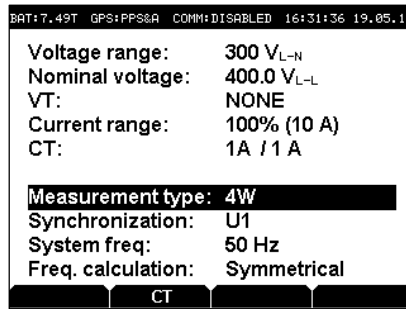 BAT:7.49T GPS:PPS&A COMM:DISABLED 16:31:36 19.05.1
Voltage range: 300 VL-N
Nominal voltage: 400.0 VL-L
VT: NONE
Current range: 100% (10 A)
CT: 1A / 1 A
Measurement type: 4W
Synchronization: U1
System freq: 50 Hz
Freq. calculation: Symmetrical
CT